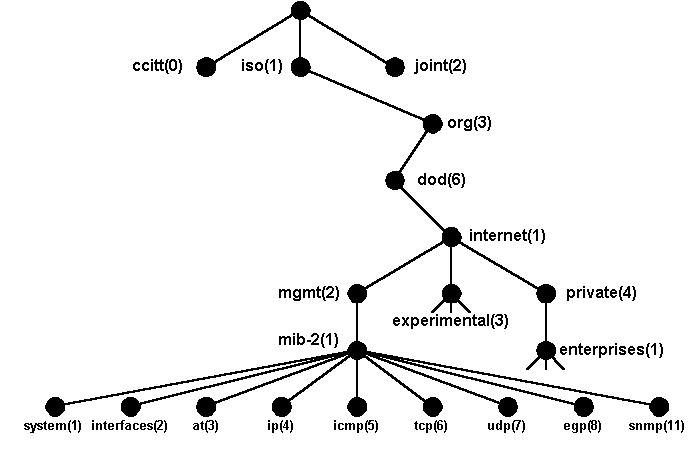 ccitt(0) iso(1) joint(2)
org(3)
dod(6)
internet(1)
mgmt(2) private(4)
experimental(3)
mib-2(1) enterprises(1)
system(1) interfaces(2) at(3) ip(4) icmp(5) tcp(6) udp(7) egp(8) snmp(11)